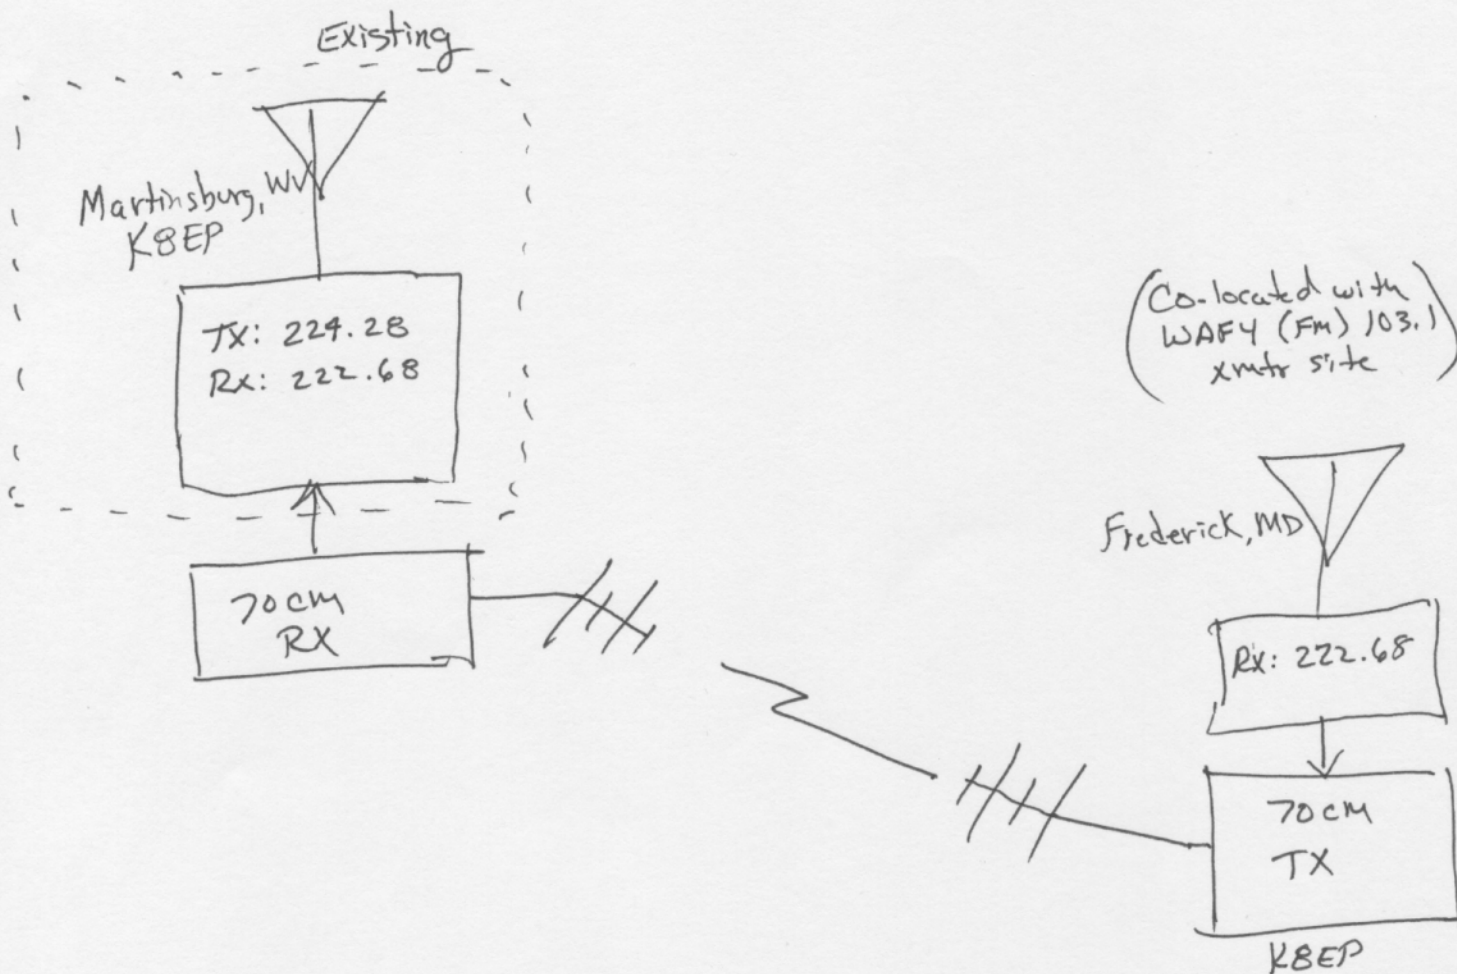 Existing
Martinsburg, WV
K8EP
TX: 224.28
RX: 222.68
70cm
RX
(Co-located with
WAFY (FM) 103.1
xmtr site)
Frederick, MD
Rx: 222.68
70cm
TX
K8EP